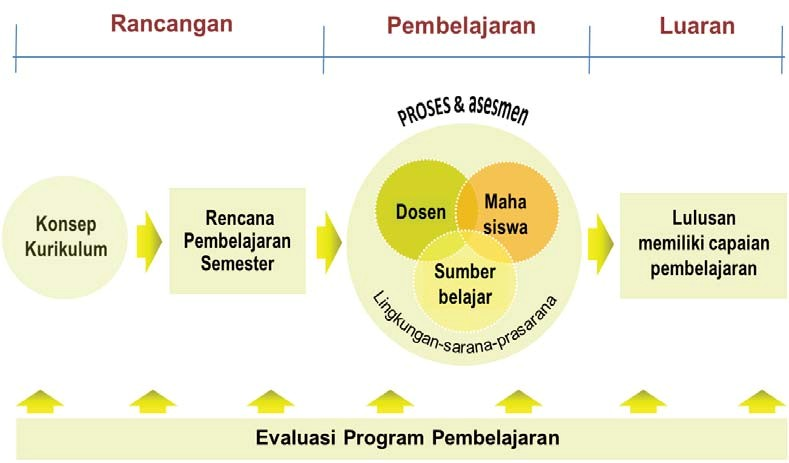 Rancangan
Pembelajaran
Luaran
PROSES & asesmen
Konsep
Kurikulum
Rencana
Pembelajaran
Semester
Dosen
Maha
siswa
Sumber
belajar
Lingkungan-sarana-prasarana
Lulusan
memiliki capaian
pembelajaran
Evaluasi Program Pembelajaran